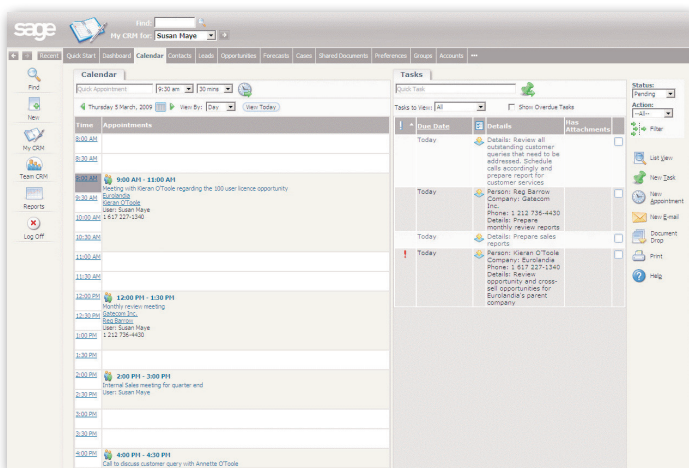 sage
Find:
My CRM for: Susan Maye
Recent Quick Start Dashboard Calendar Contacts Leads Opportunities Forecasts Cases Shared Documents Preferences Groups Accounts
Find
New
My CRM
Team CRM
Reports
Log Off
Calendar
Quick Appointment 9:30 am 30 mins
Thursday 5 March, 2009 View By: Day View Today
Time Appointments
8:00 AM
8:30 AM
9:00 AM 9:00 AM - 11:00 AM
Meeting with Kieran O'Toole regarding the 100 user licence opportunity
9:30 AM Eurolandia
Kieran O'Toole
User: Susan Maye
10:00 AM 1 617 227-1340
10:30 AM
11:00 AM
11:30 AM
12:00 PM 12:00 PM - 1:30 PM
Monthly review meeting
12:30 PM Gatecom Inc.
Reg Barrow
User: Susan Maye
1:00 PM 1 212 736-4430
1:30 PM
2:00 PM 2:00 PM - 3:00 PM
Internal Sales meeting for quarter end
2:30 PM User: Susan Maye
3:00 PM
3:30 PM
4:00 PM 4:00 PM - 4:30 PM
Call to discuss customer query with Annette O'Toole
Tasks
Quick Task
Tasks to View: All Show Overdue Tasks
! * Due Date Details Has Attachments
Today Details: Review all
outstanding customer
queries that need to be
addressed. Schedule
calls accordingly and
prepare report for
customer services
Today Person: Reg Barrow
Company: Gatecom
Inc.
Phone: 1 212 736-4430
Details: Prepare
monthly review reports
Today Details: Prepare sales
reports
! Today Person: Kieran O'Toole
Company: Eurolandia
Phone: 1 617 227-1340
Details: Review
opportunity and cross-
sell opportunities for
Eurolandia's parent
company
Status:
Pending
Action:
--All--
Filter
List View
New Task
New
Appointment
New E-mail
Document
Drop
Print
Help